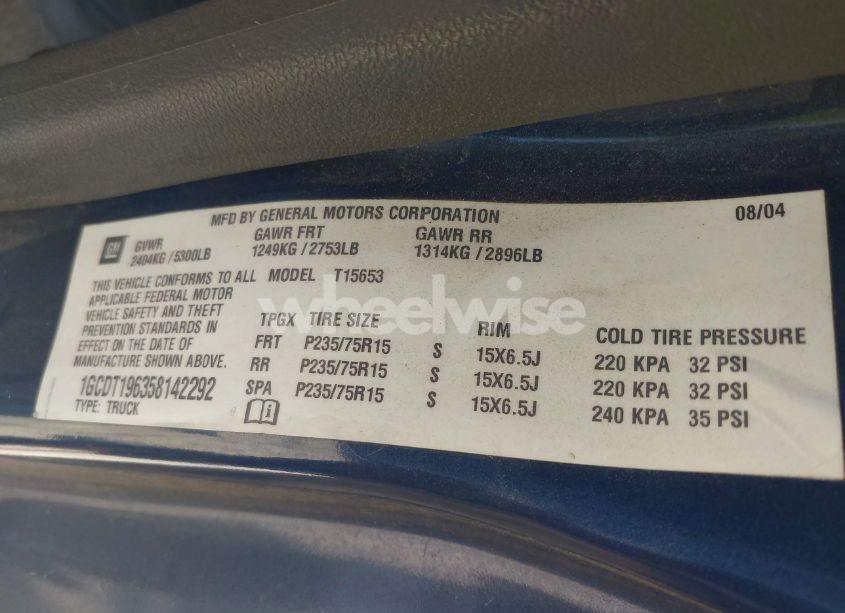 MFD BY GENERAL MOTORS CORPORATION 08/04
GM GVWR GAWR FRT GAWR RR
2404KG / 5300LB 1249KG / 2753LB 1314KG / 2896LB
THIS VEHICLE CONFORMS TO ALL MODEL T15653
APPLICABLE FEDERAL MOTOR
VEHICLE SAFETY AND THEFT
PREVENTION STANDARDS IN
EFFECT ON THE DATE OF
MANUFACTURE SHOWN ABOVE.
1GCDT196358142292
TYPE: TRUCK
TPGX TIRE SIZE RIM COLD TIRE PRESSURE
FRT P235/75R15 S 15X6.5J 220 KPA 32 PSI
RR P235/75R15 S 15X6.5J 220 KPA 32 PSI
SPA P235/75R15 S 15X6.5J 240 KPA 35 PSI
wheelwise